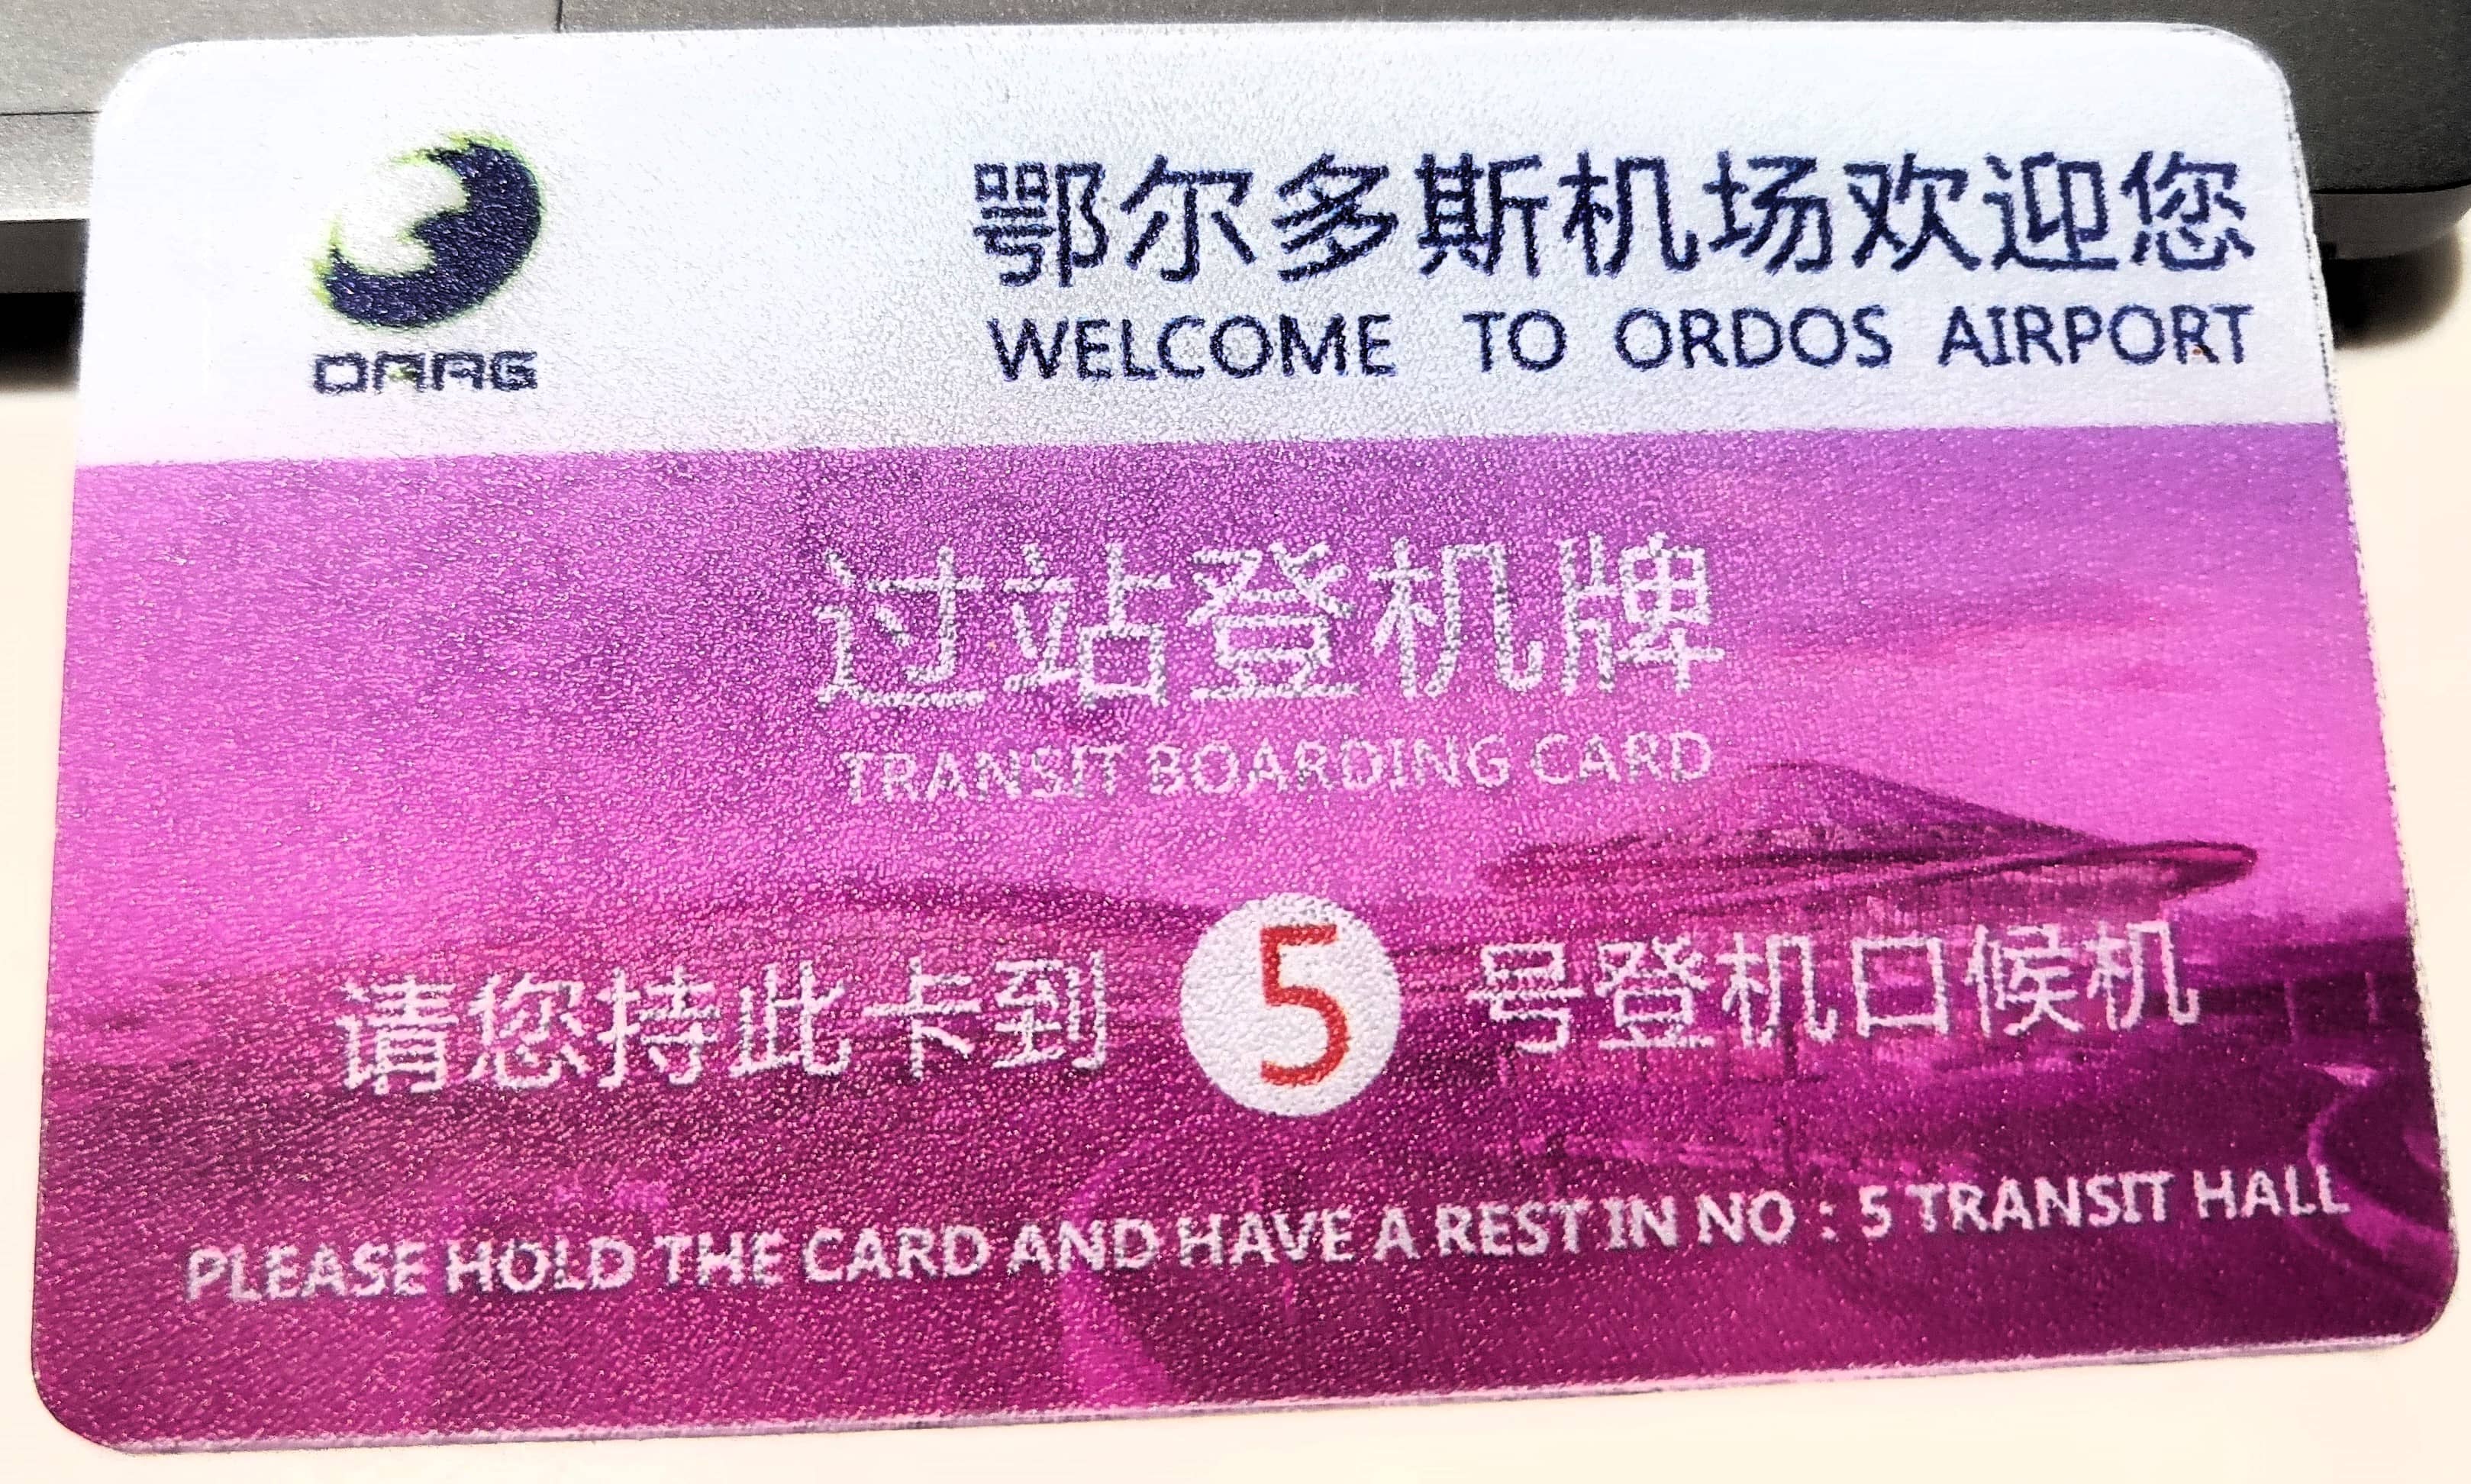 OAAG
鄂尔多斯机场欢迎您
WELCOME TO ORDOS AIRPORT
过站登机牌
TRANSIT BOARDING CARD
请您持此卡到 5 号登机口候机
PLEASE HOLD THE CARD AND HAVE A REST IN NO : 5 TRANSIT HALL